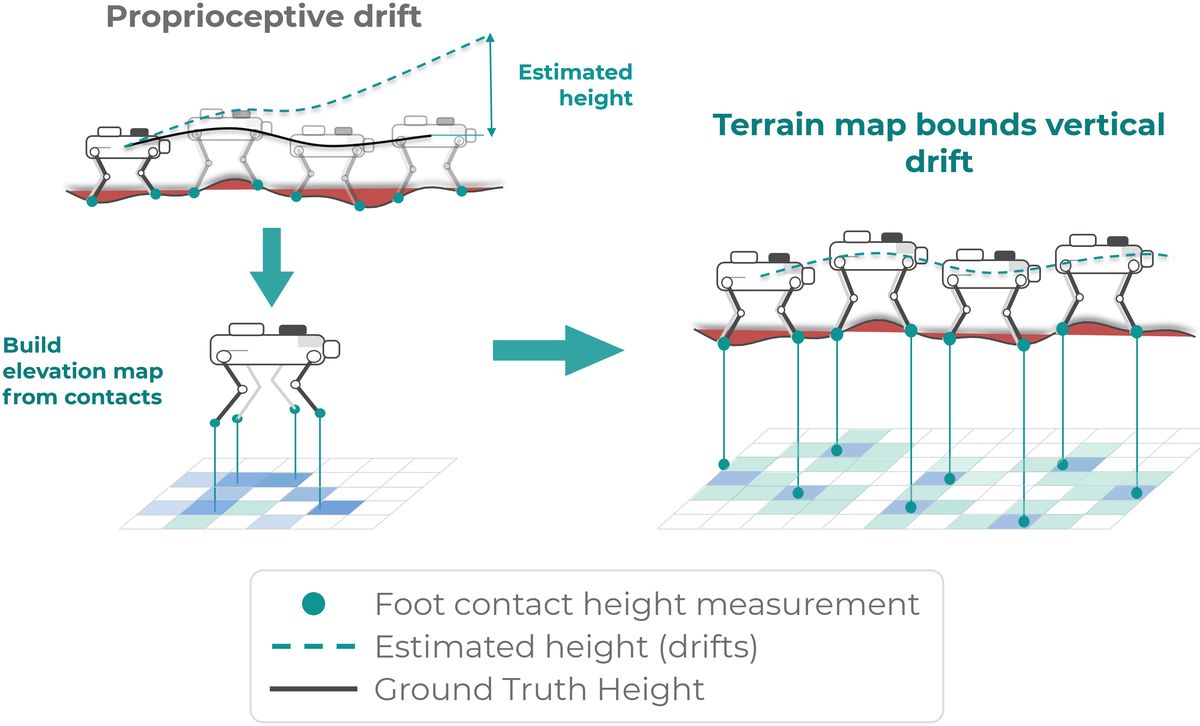 Proprioceptive drift
Estimated
height
Terrain map bounds vertical
drift
Build
elevation map
from contacts
Foot contact height measurement
Estimated height (drifts)
Ground Truth Height